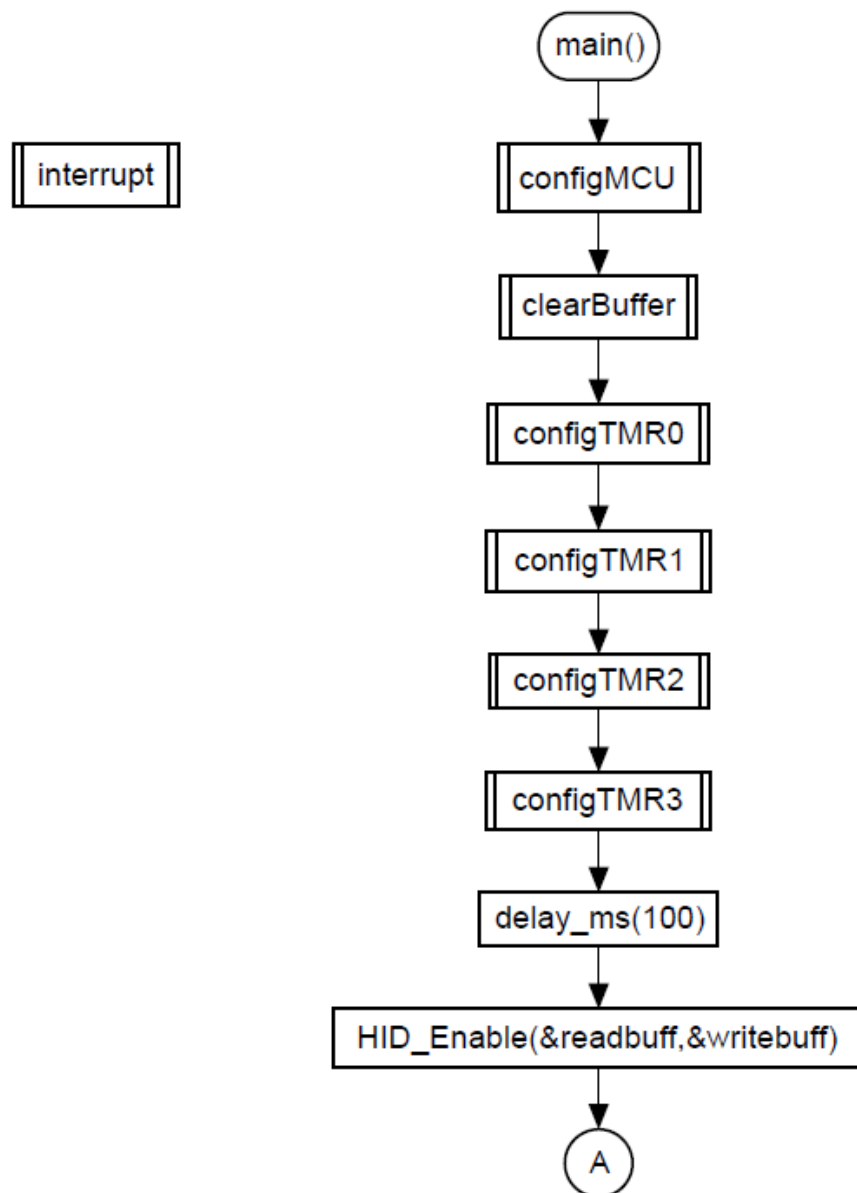 main()
interrupt
configMCU
clearBuffer
configTMR0
configTMR1
configTMR2
configTMR3
delay_ms(100)
HID_Enable(&readbuff,&writebuff)
A